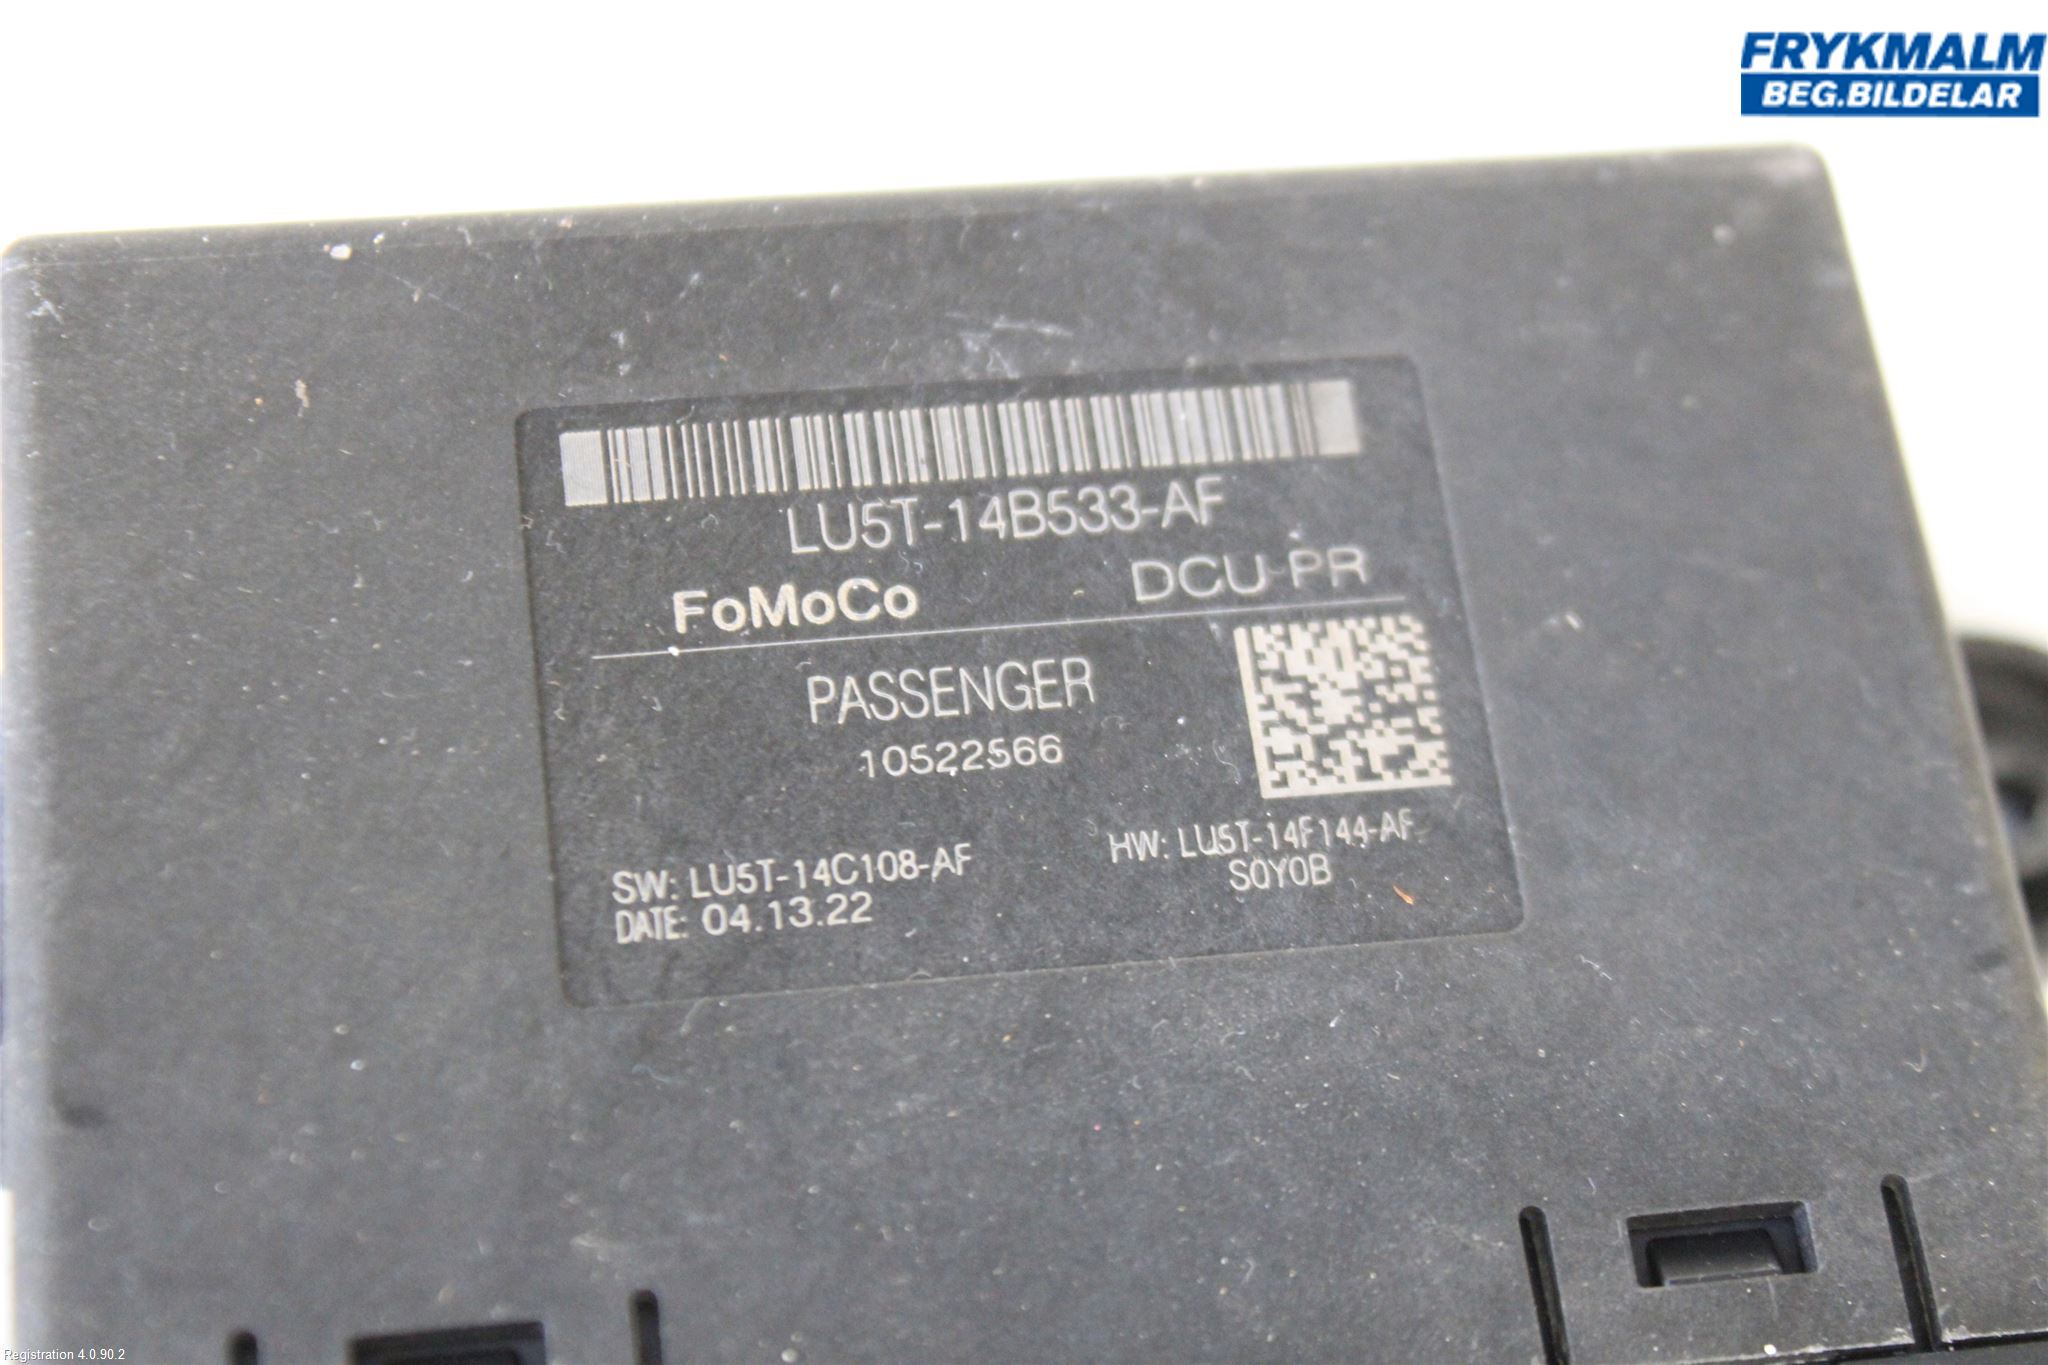 FRYKMALM
BEG.BILDELAR
LU5T-14B533-AF
FoMoCo DCU-PR
PASSENGER
10522566
SW: LU5T-14C108-AF
DATE: 04.13.22
HW: LU5T-14F144-AF
S0Y0B
Registration 4.0.90.2